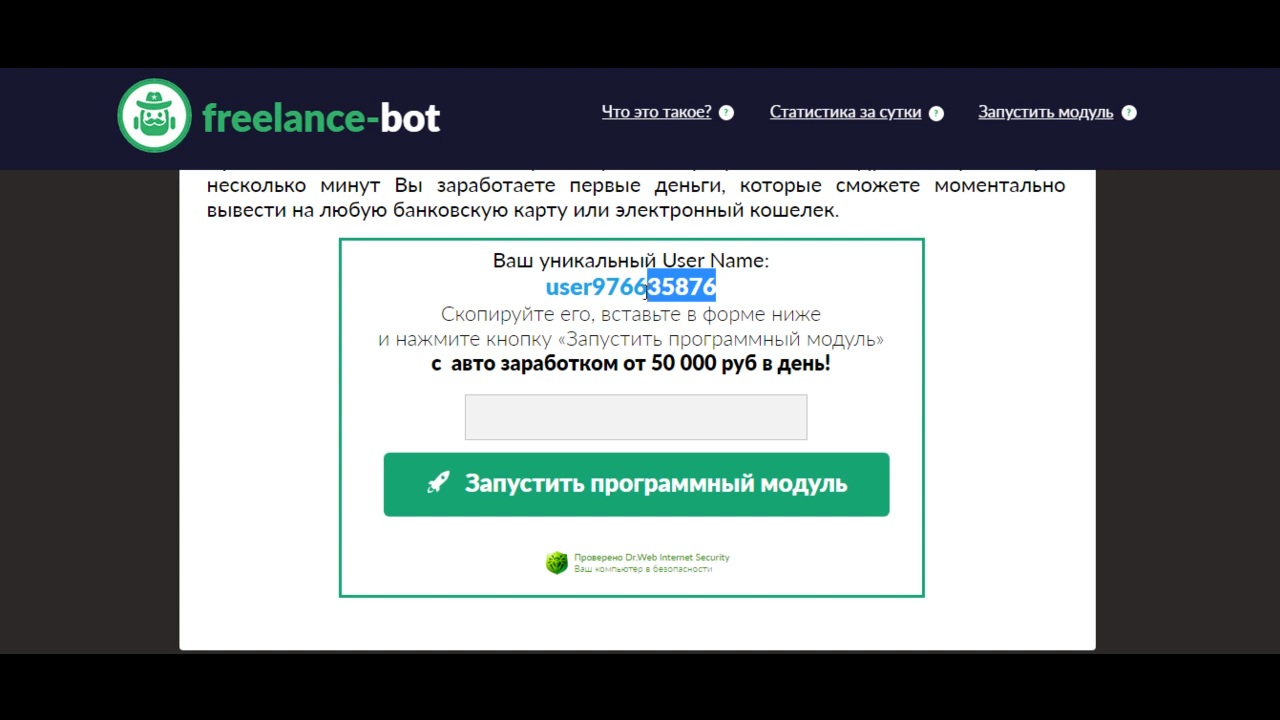 freelance-bot
Что это такое? ?
Статистика за сутки ?
Запустить модуль ?
несколько минут Вы заработаете первые деньги, которые сможете моментально
вывести на любую банковскую карту или электронный кошелек.
Ваш уникальный User Name:
user976635876
Скопируйте его, вставьте в форме ниже
и нажмите кнопку «Запустить программный модуль»
с авто заработком от 50 000 руб в день!
Запустить программный модуль
Проверено Dr.Web Internet Security
Ваш компьютер в безопасности